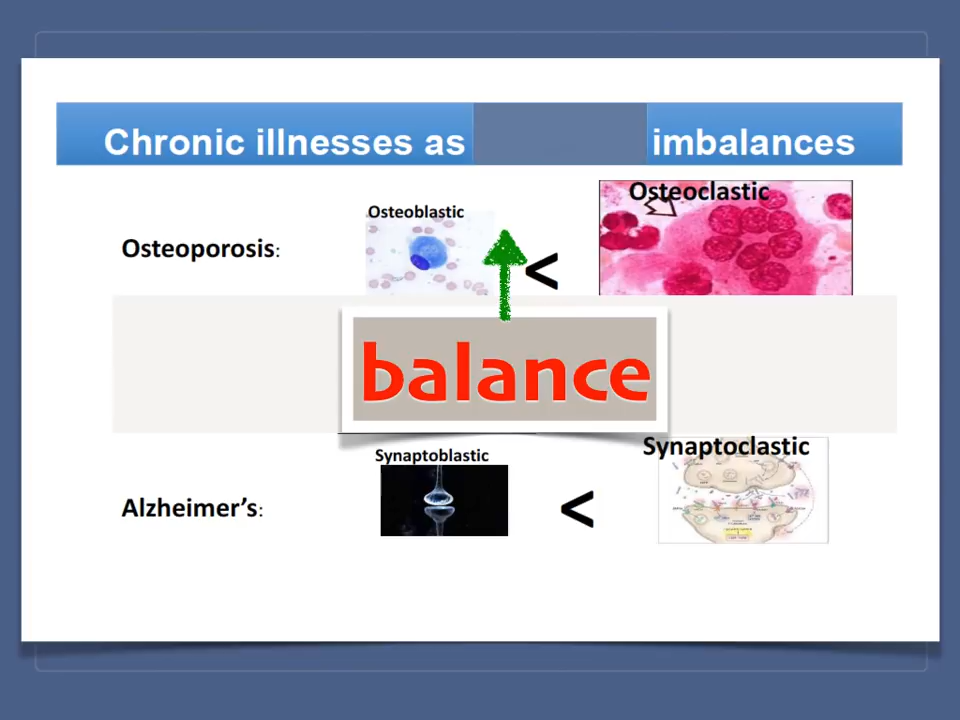 Chronic illnesses as imbalances
Osteoblastic
Osteoclastic
Osteoporosis:
<
balance
Synaptoblastic
Synaptoclastic
Alzheimer's:
<